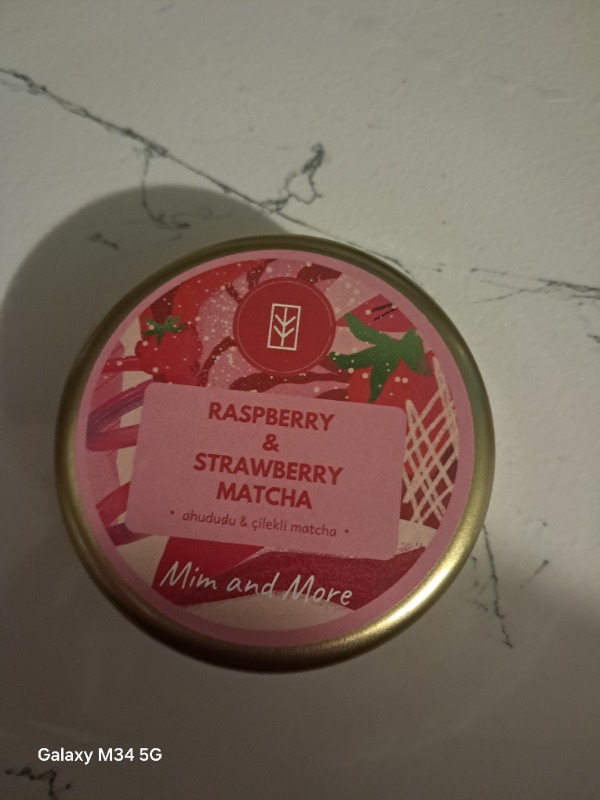 RASPBERRY
&
STRAWBERRY
MATCHA
• ahududu & çilekli matcha •
Mim and More
Galaxy M34 5G